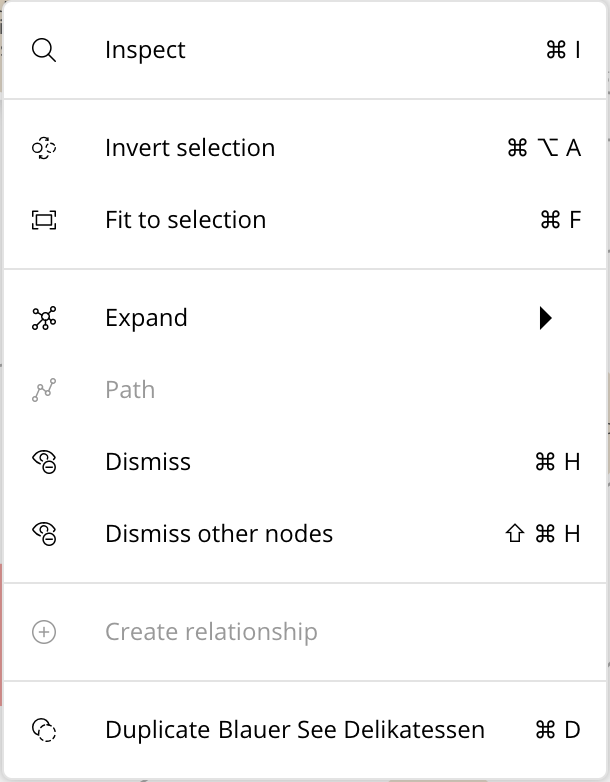 Inspect ⌘ I
Invert selection ⌘ ⌥ A
Fit to selection ⌘ F
Expand
Path
Dismiss ⌘ H
Dismiss other nodes ⇧ ⌘ H
Create relationship
Duplicate Blauer See Delikatessen ⌘ D